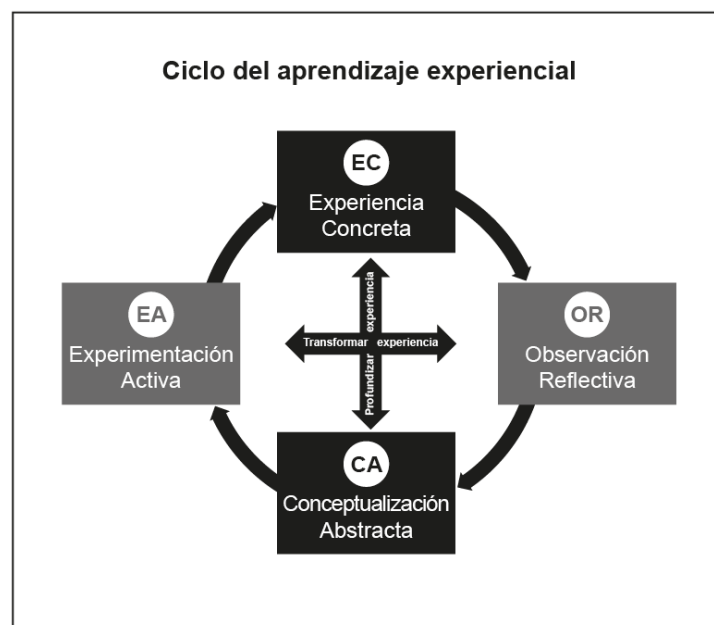 Ciclo del aprendizaje experiencial
EC
Experiencia
Concreta
EA
Experimentación
Activa
Transformar experiencia
Profundizar experiencia
OR
Observación
Reflectiva
CA
Conceptualización
Abstracta